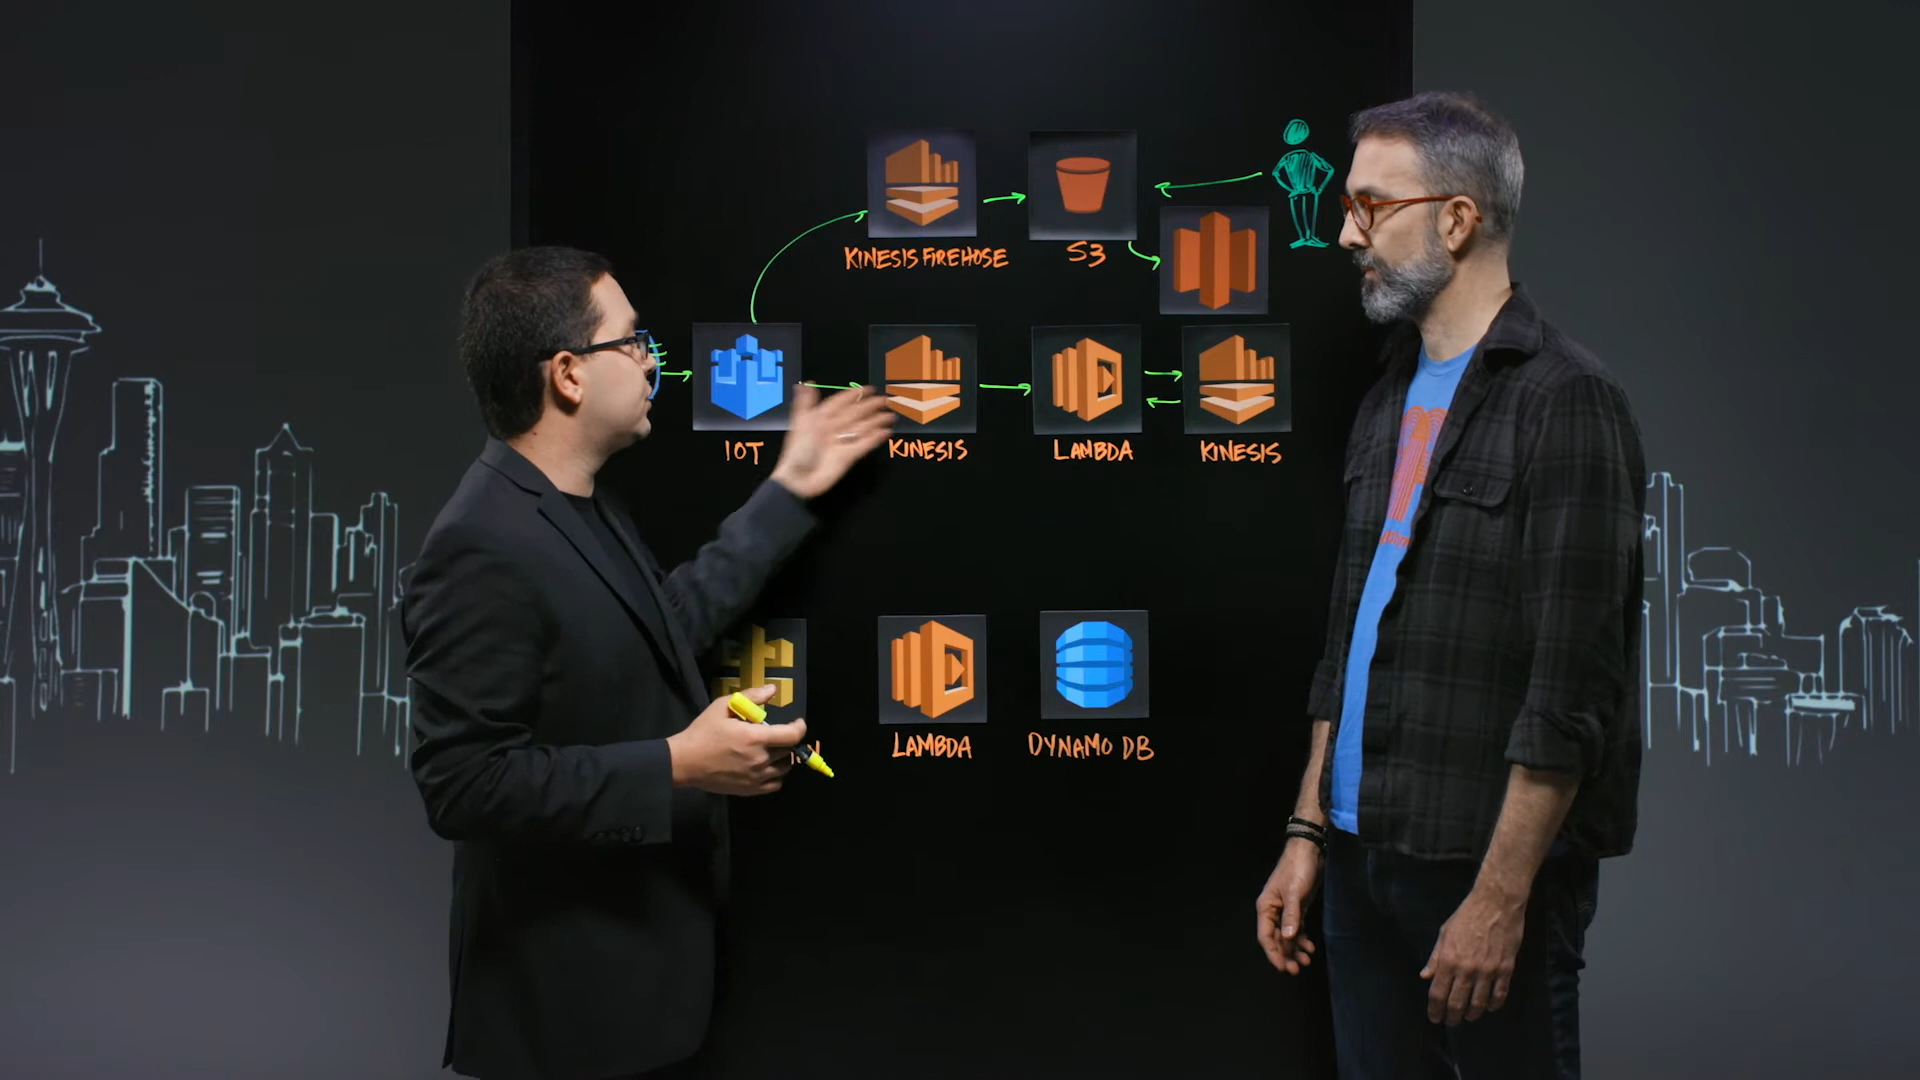 KINESIS FIREHOSE
S3
IOT
KINESIS
LAMBDA
KINESIS
LAMBDA
DYNAMO DB